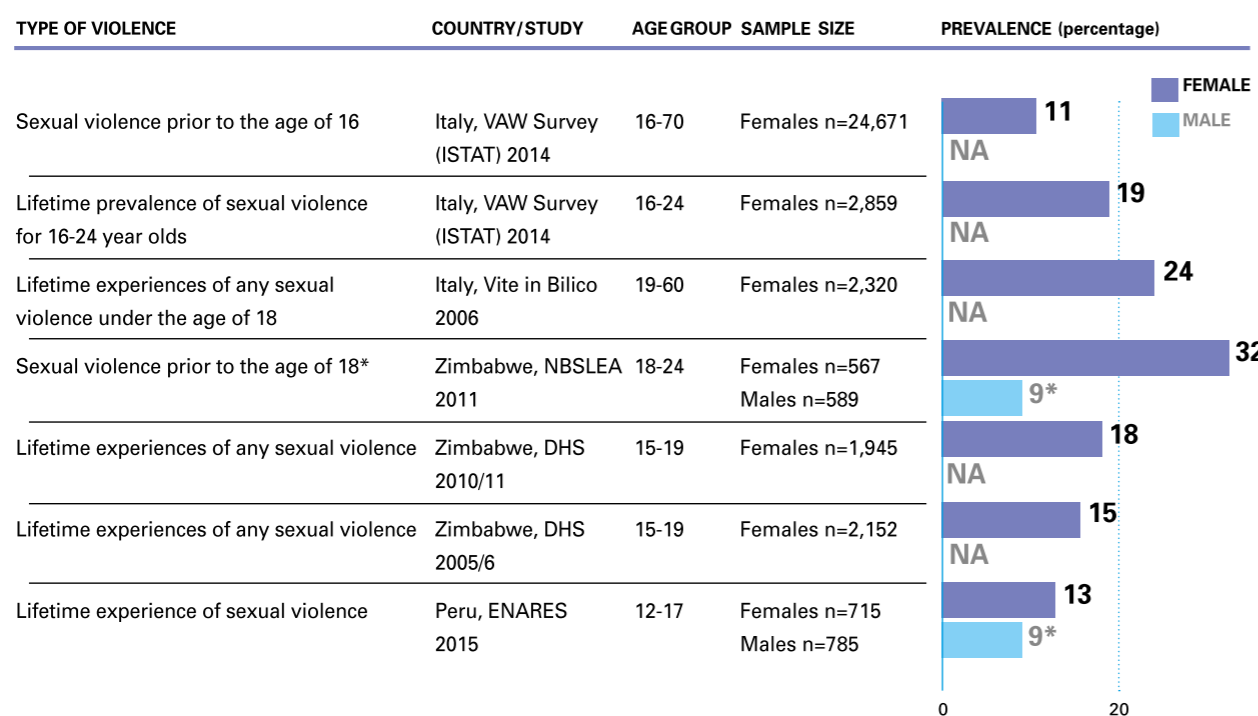 TYPE OF VIOLENCE COUNTRY/STUDY AGE GROUP SAMPLE SIZE PREVALENCE (percentage)
FEMALE
MALE
Sexual violence prior to the age of 16 Italy, VAW Survey 16-70 Females n=24,671 11
(ISTAT) 2014 NA
Lifetime prevalence of sexual violence Italy, VAW Survey 16-24 Females n=2,859 19
for 16-24 year olds (ISTAT) 2014 NA
Lifetime experiences of any sexual Italy, Vite in Bilico 19-60 Females n=2,320 24
violence under the age of 18 2006 NA
Sexual violence prior to the age of 18* Zimbabwe, NBSLEA 18-24 Females n=567 32
2011 Males n=589 9*
Lifetime experiences of any sexual violence Zimbabwe, DHS 15-19 Females n=1,945 18
2010/11 NA
Lifetime experiences of any sexual violence Zimbabwe, DHS 15-19 Females n=2,152 15
2005/6 NA
Lifetime experience of sexual violence Peru, ENARES 12-17 Females n=715 13
2015 Males n=785 9*
0 20